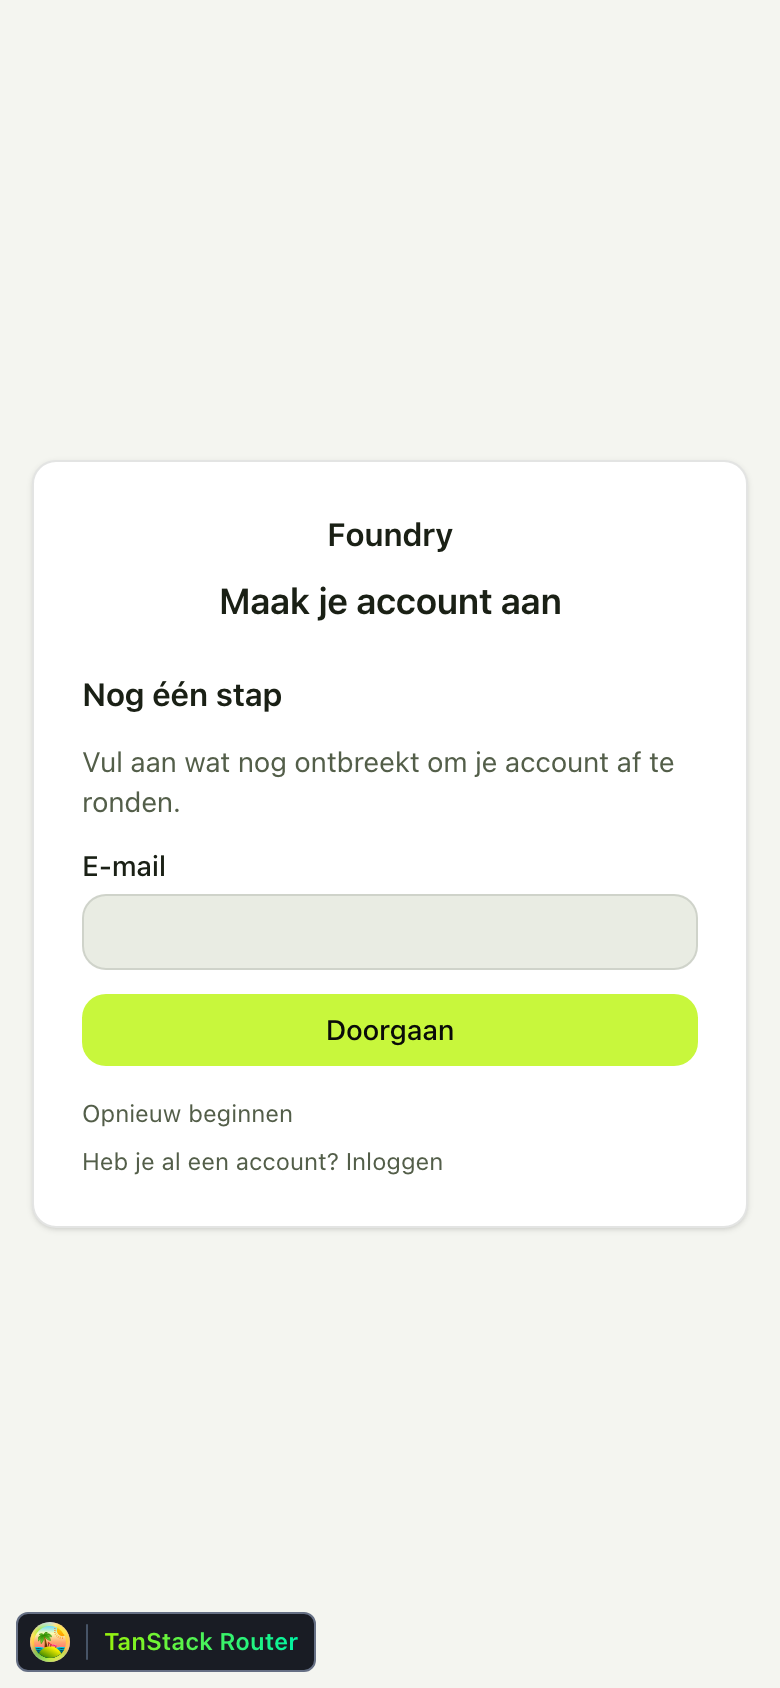 Foundry
Maak je account aan
Nog één stap
Vul aan wat nog ontbreekt om je account af te
ronden.
E-mail
Doorgaan
Opnieuw beginnen
Heb je al een account? Inloggen
TanStack Router